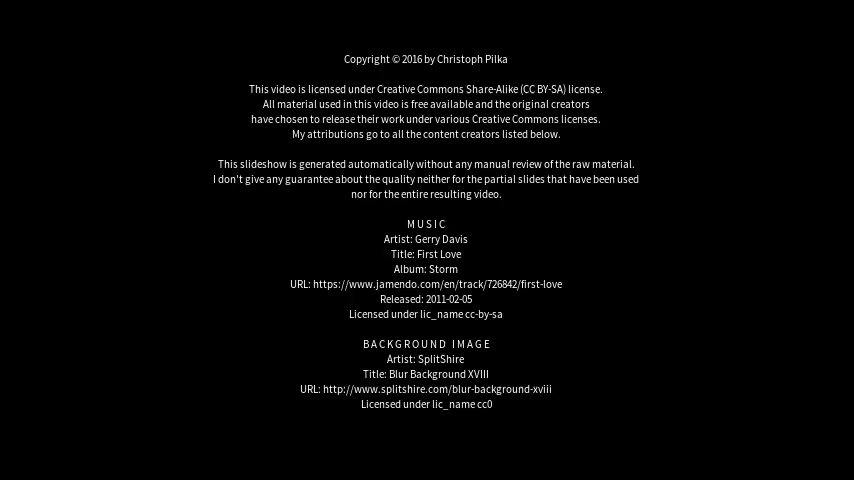 Copyright © 2016 by Christoph Pilka
This video is licensed under Creative Commons Share-Alike (CC BY-SA) license.
All material used in this video is free available and the original creators
have chosen to release their work under various Creative Commons licenses.
My attributions go to all the content creators listed below.
This slideshow is generated automatically without any manual review of the raw material.
I don't give any guarantee about the quality neither for the partial slides that have been used
nor for the entire resulting video.
MUSIC
Artist: Gerry Davis
Title: First Love
Album: Storm
URL: https://www.jamendo.com/en/track/726842/first-love
Released: 2011-02-05
Licensed under lic_name cc-by-sa
BACKGROUND IMAGE
Artist: SplitShire
Title: Blur Background XVIII
URL: http://www.splitshire.com/blur-background-xviii
Licensed under lic_name cc0